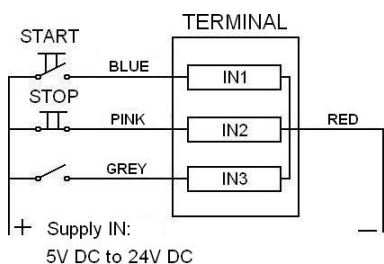 TERMINAL
START
BLUE
IN1
STOP
PINK
IN2
RED
GREY
IN3
+ Supply IN: —
5V DC to 24V DC